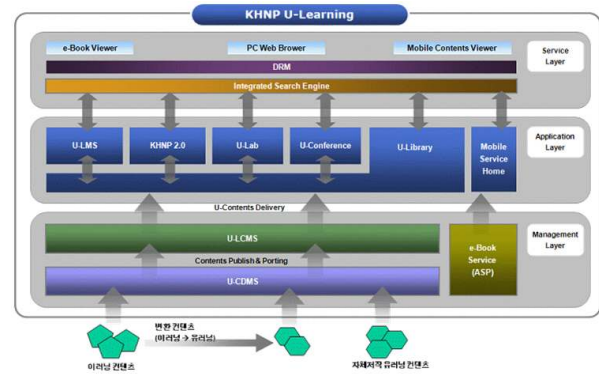 KHNP U-Learning
e-Book Viewer
PC Web Brower
Mobile Contents Viewer
Service
Layer
DRM
Integrated Search Engine
U-LMS
KHNP 2.0
U-Lab
U-Conference
U-Library
Mobile
Service
Home
Application
Layer
U-Contents Delivery
U-LCMS
Contents Publish & Porting
U-CDMS
e-Book
Service
(ASP)
Management
Layer
변환 컨텐츠
(이러닝 → 유러닝)
이러닝 컨텐츠
자체제작 유러닝 컨텐츠